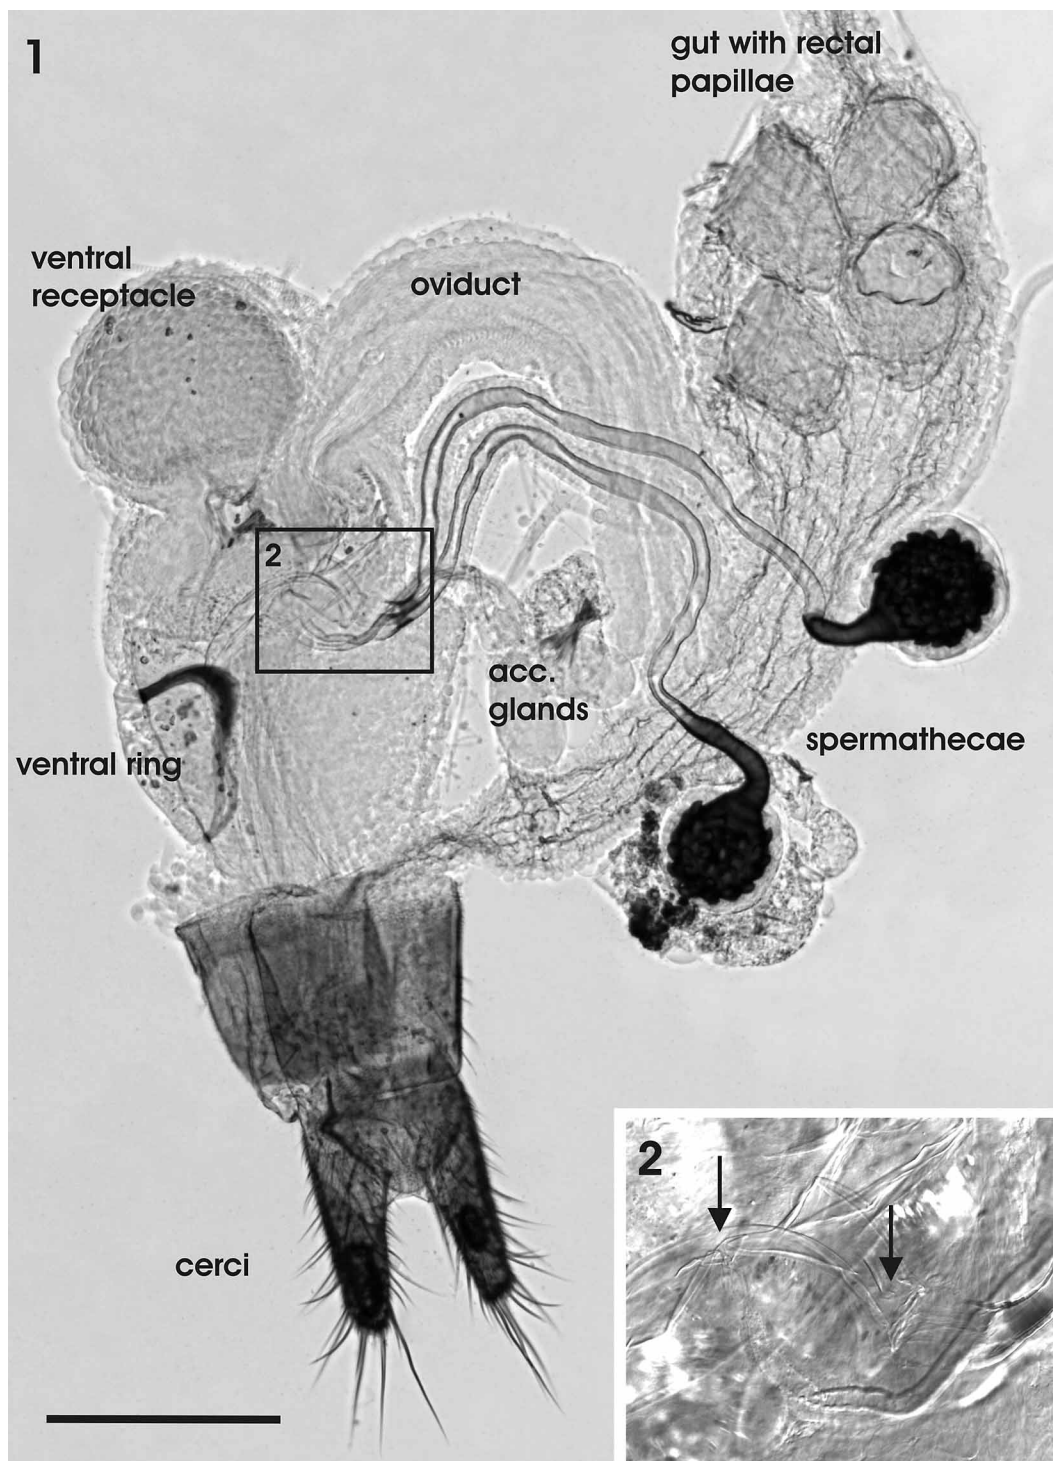 1
gut with rectal
papillae
ventral
receptacle
oviduct
2
acc.
glands
ventral ring
spermathecae
cerci
2